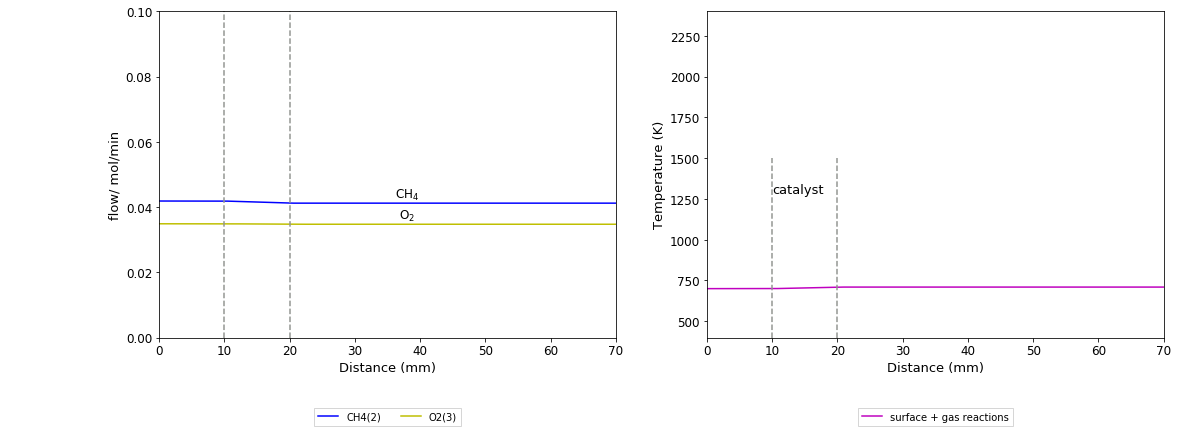 0.10
0.08
0.06
0.04
0.02
0.00
flow/ mol/min
CH₄
O₂
0 10 20 30 40 50 60 70
Distance (mm)
CH4(2) O2(3)
2250
2000
1750
1500
1250
1000
750
500
Temperature (K)
catalyst
0 10 20 30 40 50 60 70
Distance (mm)
surface + gas reactions